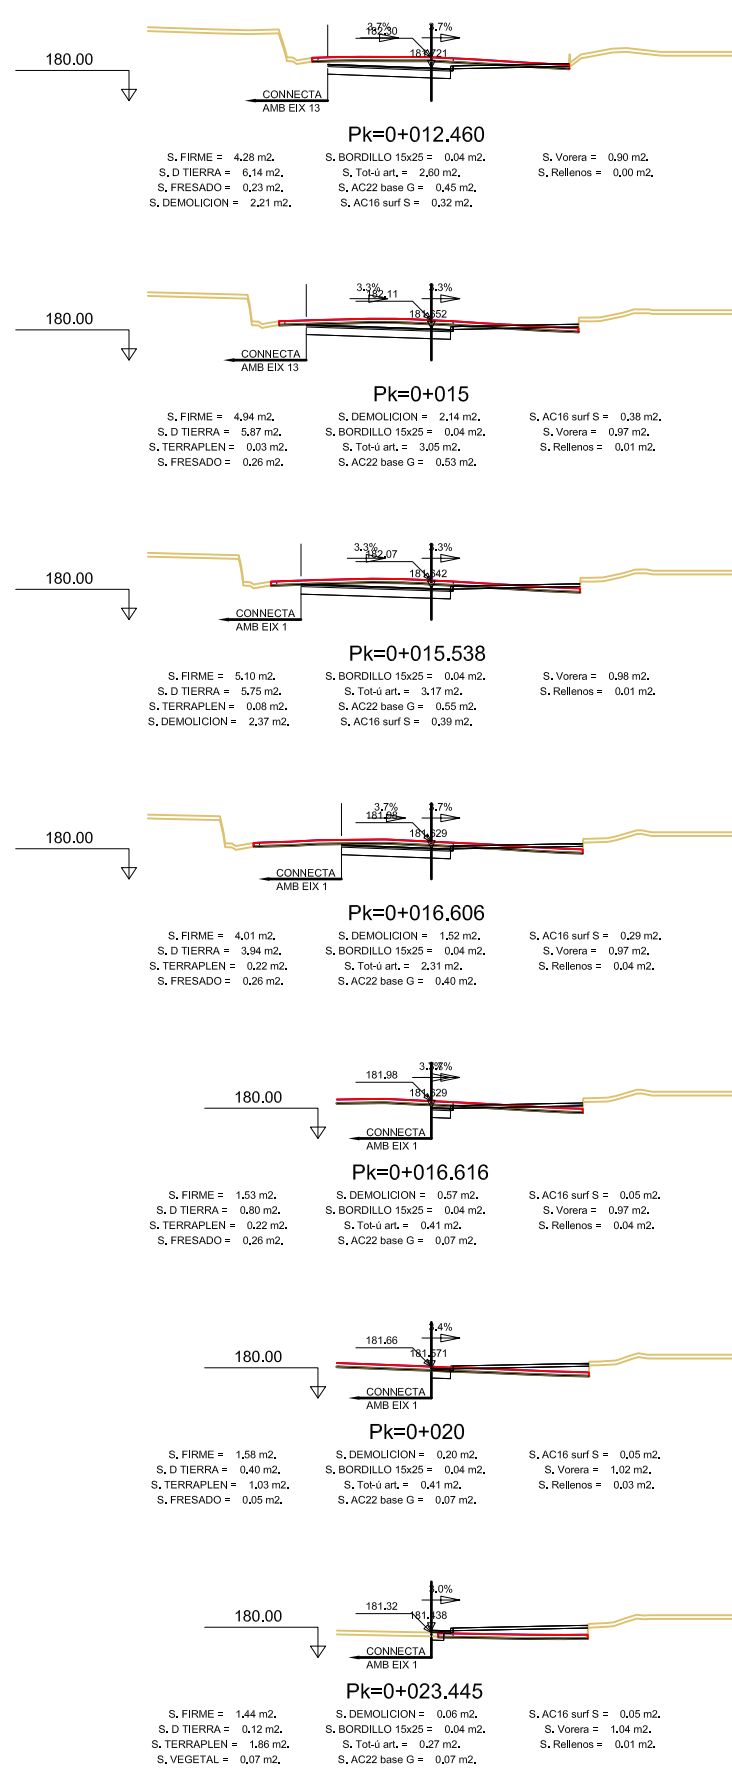 3.7% 3.7%
182.30
181.721
180.00
CONNECTA
AMB EIX 13
Pk=0+012.460
S. FIRME = 4.28 m2. S. BORDILLO 15x25 = 0.04 m2. S. Vorera = 0.90 m2.
S. D TIERRA = 6.14 m2. S. Tot-ú art. = 2.60 m2. S. Rellenos = 0.00 m2.
S. FRESADO = 0.23 m2. S. AC22 base G = 0.45 m2.
S. DEMOLICION = 2.21 m2. S. AC16 surf S = 0.32 m2.
3.3% 3.3%
182.11
181.652
180.00
CONNECTA
AMB EIX 13
Pk=0+015
S. FIRME = 4.94 m2. S. DEMOLICION = 2.14 m2. S. AC16 surf S = 0.38 m2.
S. D TIERRA = 5.87 m2. S. BORDILLO 15x25 = 0.04 m2. S. Vorera = 0.97 m2.
S. TERRAPLEN = 0.03 m2. S. Tot-ú art. = 3.05 m2. S. Rellenos = 0.01 m2.
S. FRESADO = 0.26 m2. S. AC22 base G = 0.53 m2.
3.3% 3.3%
182.07
181.642
180.00
CONNECTA
AMB EIX 1
Pk=0+015.538
S. FIRME = 5.10 m2. S. BORDILLO 15x25 = 0.04 m2. S. Vorera = 0.98 m2.
S. D TIERRA = 5.75 m2. S. Tot-ú art. = 3.17 m2. S. Rellenos = 0.01 m2.
S. TERRAPLEN = 0.08 m2. S. AC22 base G = 0.55 m2.
S. DEMOLICION = 2.37 m2. S. AC16 surf S = 0.39 m2.
3.7% 3.7%
181.98
181.629
180.00
CONNECTA
AMB EIX 1
Pk=0+016.606
S. FIRME = 4.01 m2. S. DEMOLICION = 1.52 m2. S. AC16 surf S = 0.29 m2.
S. D TIERRA = 3.94 m2. S. BORDILLO 15x25 = 0.04 m2. S. Vorera = 0.97 m2.
S. TERRAPLEN = 0.22 m2. S. Tot-ú art. = 2.31 m2. S. Rellenos = 0.04 m2.
S. FRESADO = 0.26 m2. S. AC22 base G = 0.40 m2.
181.98
181.629
180.00
CONNECTA
AMB EIX 1
Pk=0+016.616
S. FIRME = 1.53 m2. S. DEMOLICION = 0.57 m2. S. AC16 surf S = 0.05 m2.
S. D TIERRA = 0.80 m2. S. BORDILLO 15x25 = 0.04 m2. S. Vorera = 0.97 m2.
S. TERRAPLEN = 0.22 m2. S. Tot-ú art. = 0.41 m2. S. Rellenos = 0.04 m2.
S. FRESADO = 0.26 m2. S. AC22 base G = 0.07 m2.
3.4%
181.66
181.571
180.00
CONNECTA
AMB EIX 1
Pk=0+020
S. FIRME = 1.58 m2. S. DEMOLICION = 0.20 m2. S. AC16 surf S = 0.05 m2.
S. D TIERRA = 0.40 m2. S. BORDILLO 15x25 = 0.04 m2. S. Vorera = 1.02 m2.
S. TERRAPLEN = 1.03 m2. S. Tot-ú art. = 0.41 m2. S. Rellenos = 0.03 m2.
S. FRESADO = 0.05 m2. S. AC22 base G = 0.07 m2.
3.0%
181.32
181.438
180.00
CONNECTA
AMB EIX 1
Pk=0+023.445
S. FIRME = 1.44 m2. S. DEMOLICION = 0.06 m2. S. AC16 surf S = 0.05 m2.
S. D TIERRA = 0.12 m2. S. BORDILLO 15x25 = 0.04 m2. S. Vorera = 1.04 m2.
S. TERRAPLEN = 1.86 m2. S. Tot-ú art. = 0.27 m2. S. Rellenos = 0.01 m2.
S. VEGETAL = 0.07 m2. S. AC22 base G = 0.07 m2.